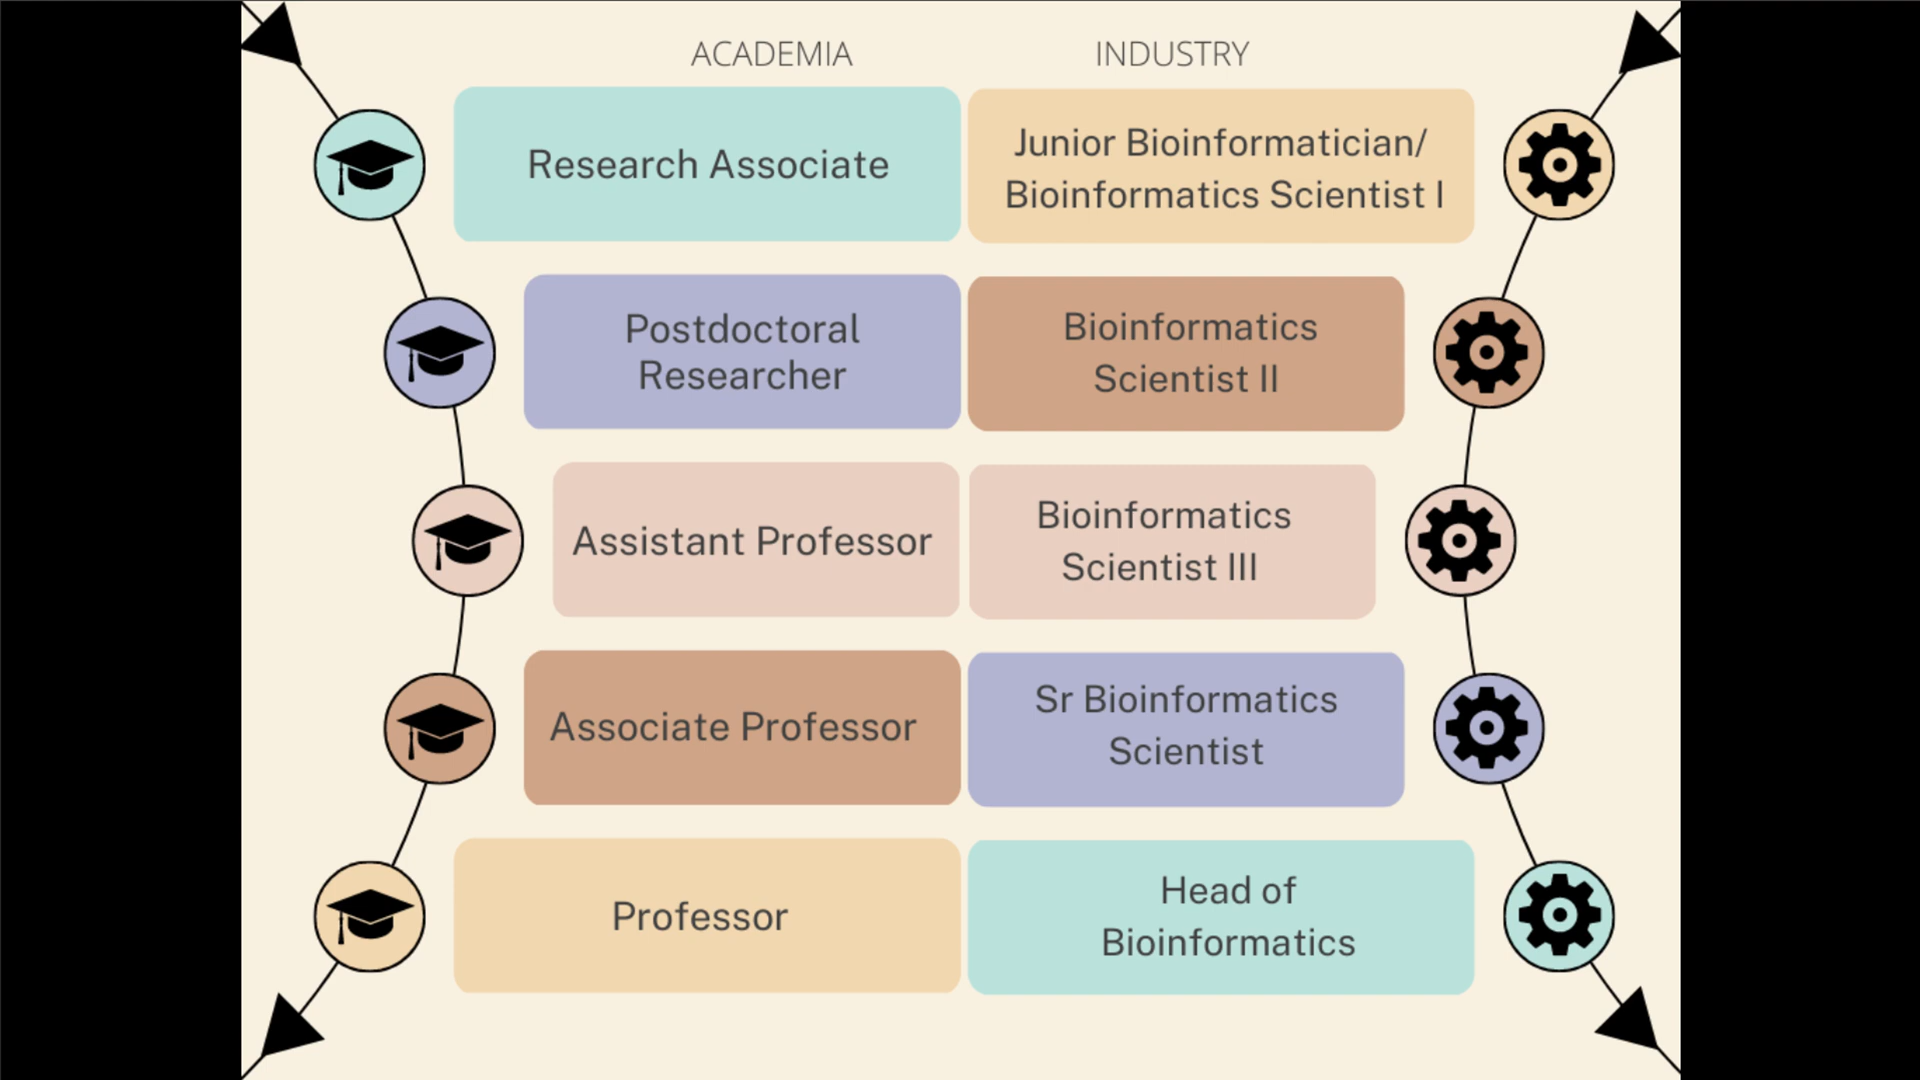 ACADEMIA
INDUSTRY
Research Associate
Junior Bioinformatician/
Bioinformatics Scientist I
Postdoctoral
Researcher
Bioinformatics
Scientist II
Assistant Professor
Bioinformatics
Scientist III
Associate Professor
Sr Bioinformatics
Scientist
Professor
Head of
Bioinformatics